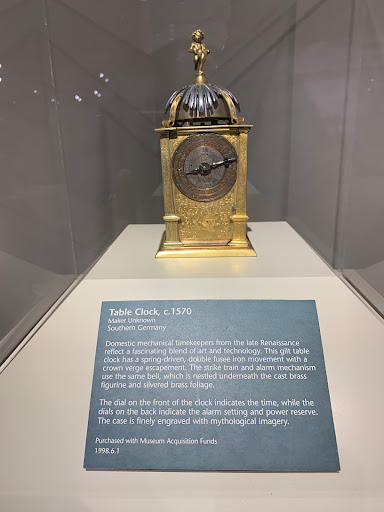 Table Clock, c.1570
Maker Unknown
Southern Germany
Domestic mechanical timekeepers from the late Renaissance
reflect a fascinating blend of art and technology. This gilt table
clock has a spring-driven, double fusee iron movement with a
crown verge escapement. The strike train and alarm mechanism
use the same bell, which is nestled underneath the cast brass
figurine and silvered brass foliage.
The dial on the front of the clock indicates the time, while the
dials on the back indicate the alarm setting and power reserve.
The case is finely engraved with mythological imagery.
Purchased with Museum Acquisition Funds
1998.6.1